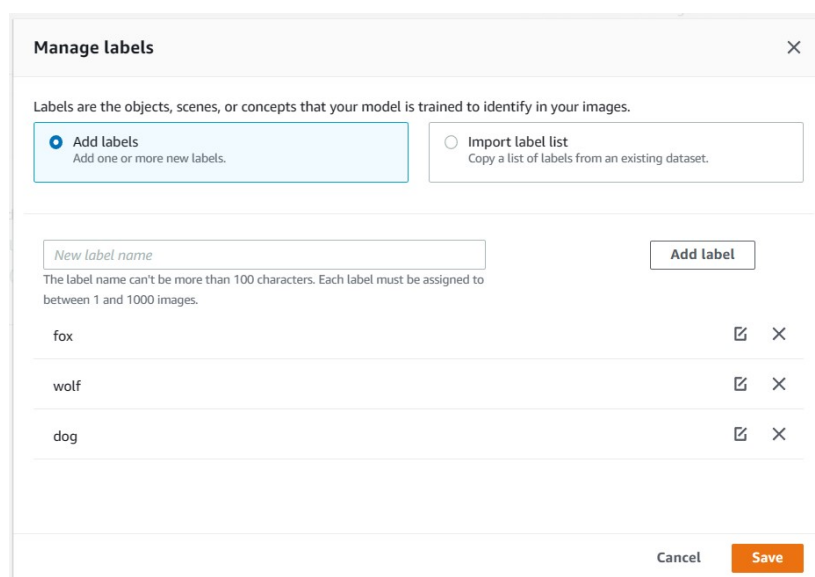 Manage labels
Labels are the objects, scenes, or concepts that your model is trained to identify in your images.
Add labels
Add one or more new labels.
Import label list
Copy a list of labels from an existing dataset.
New label name
Add label
The label name can't be more than 100 characters. Each label must be assigned to
between 1 and 1000 images.
fox
wolf
dog
Cancel
Save